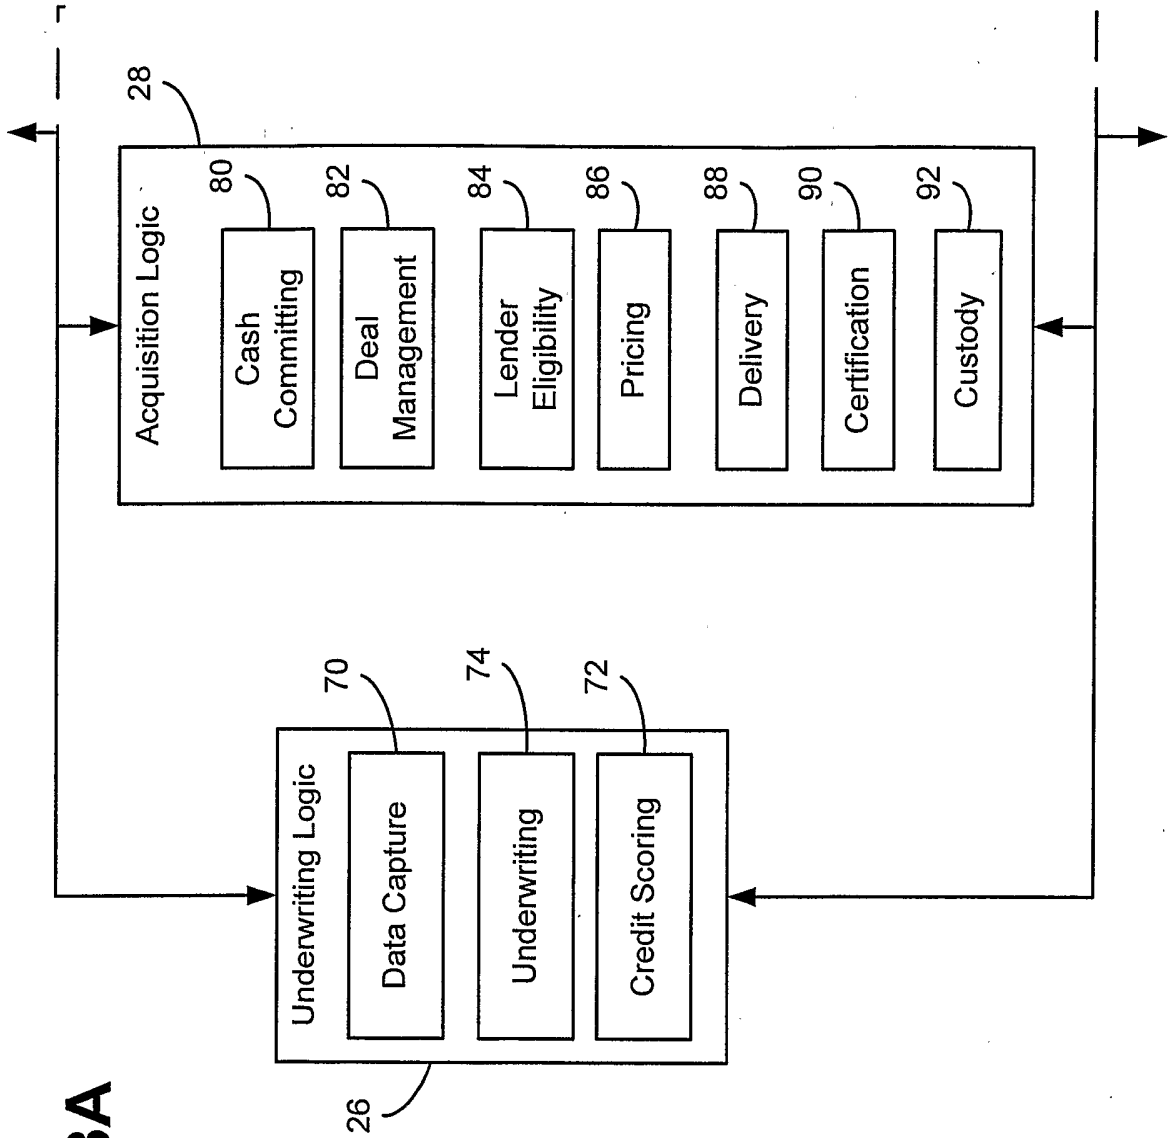 26
Underwriting Logic
Data Capture
70
Underwriting
74
Credit Scoring
72
28
Acquisition Logic
Cash
Committing
80
Deal
Management
82
Lender
Eligibility
84
Pricing
86
Delivery
88
Certification
90
Custody
92